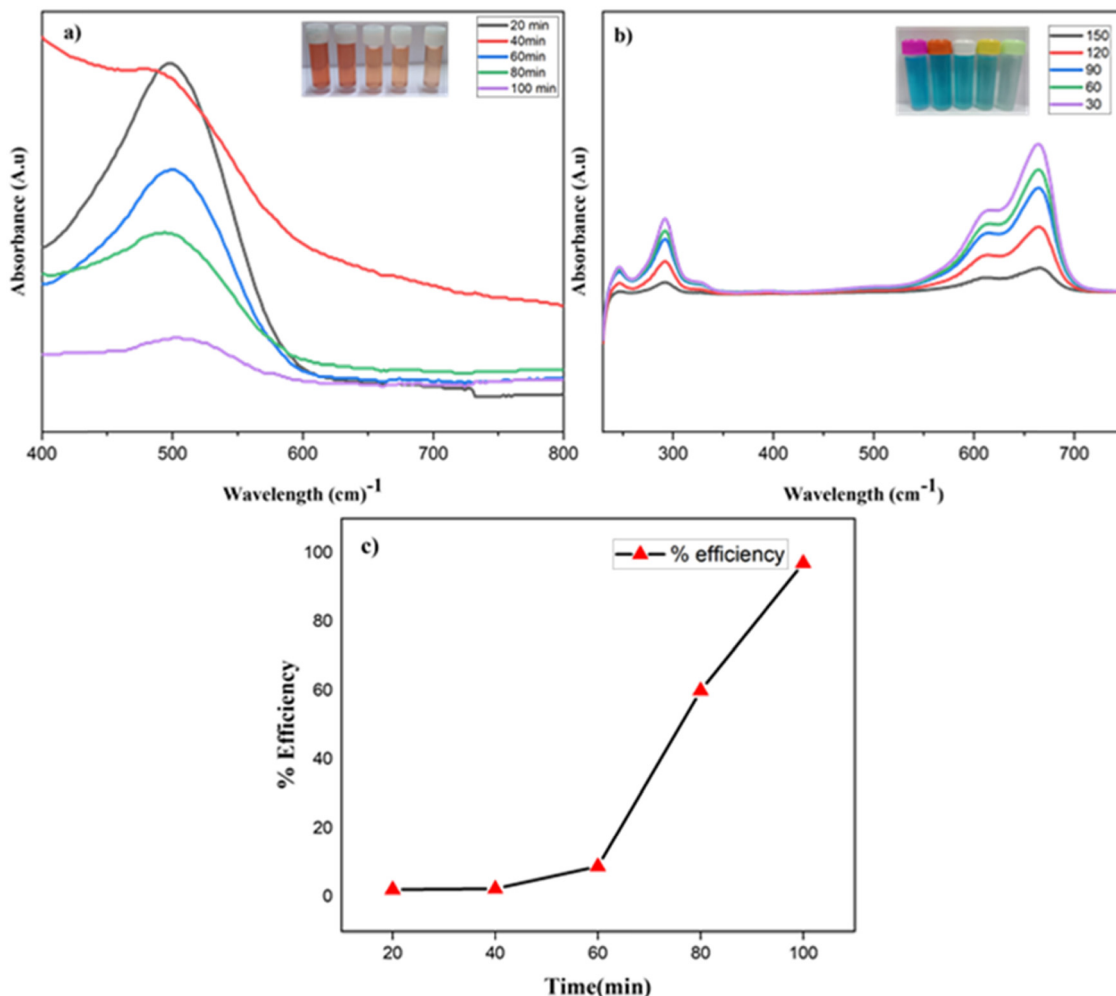 a)
20 min
40min
60min
80min
100 min
Absorbance (A.u)
400 500 600 700 800
Wavelength (cm)-1
b)
150
120
90
60
30
Absorbance (A.u)
300 400 500 600 700
Wavelength (cm-1)
c)
% efficiency
% Efficiency
100
80
60
40
20
0
20 40 60 80 100
Time(min)